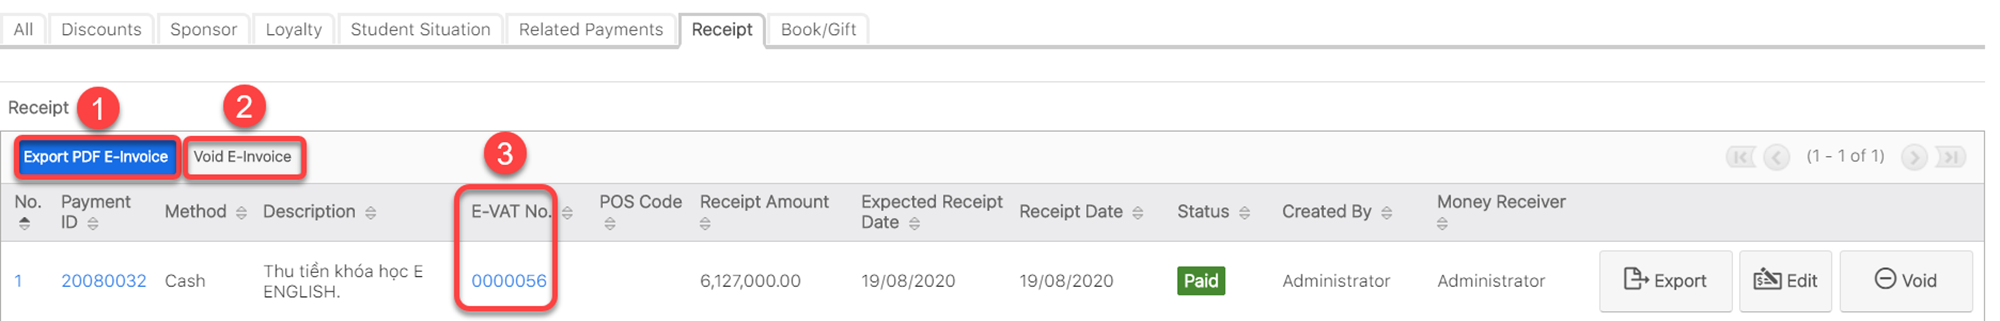 All Discounts Sponsor Loyalty Student Situation Related Payments Receipt Book/Gift
Receipt 1 2
3
Export PDF E-Invoice Void E-Invoice (1 - 1 of 1)
No. Payment ID Method Description E-VAT No. POS Code Receipt Amount Expected Receipt Date Receipt Date Status Created By Money Receiver
1 20080032 Cash Thu tiền khóa học E ENGLISH. 0000056 6,127,000.00 19/08/2020 19/08/2020 Paid Administrator Administrator Export Edit Void